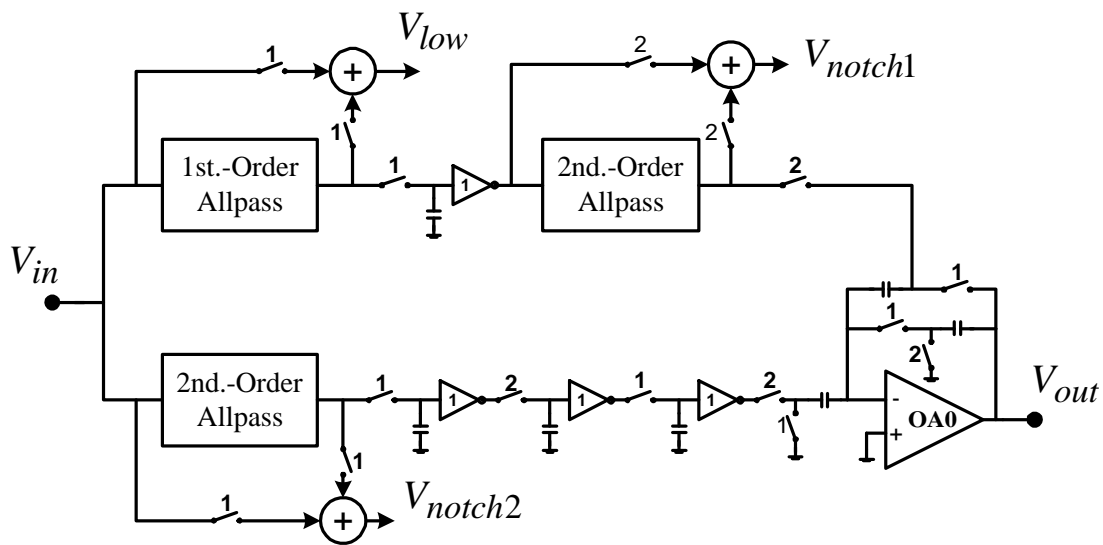 1
V_low
2
V_notch1
1
2
1st.-Order
Allpass
1
1
2nd.-Order
Allpass
2
V_in
1
1
2
2nd.-Order
Allpass
1
1
2
1
1
1
2
1
-
+
OA0
V_out
1
1
V_notch2